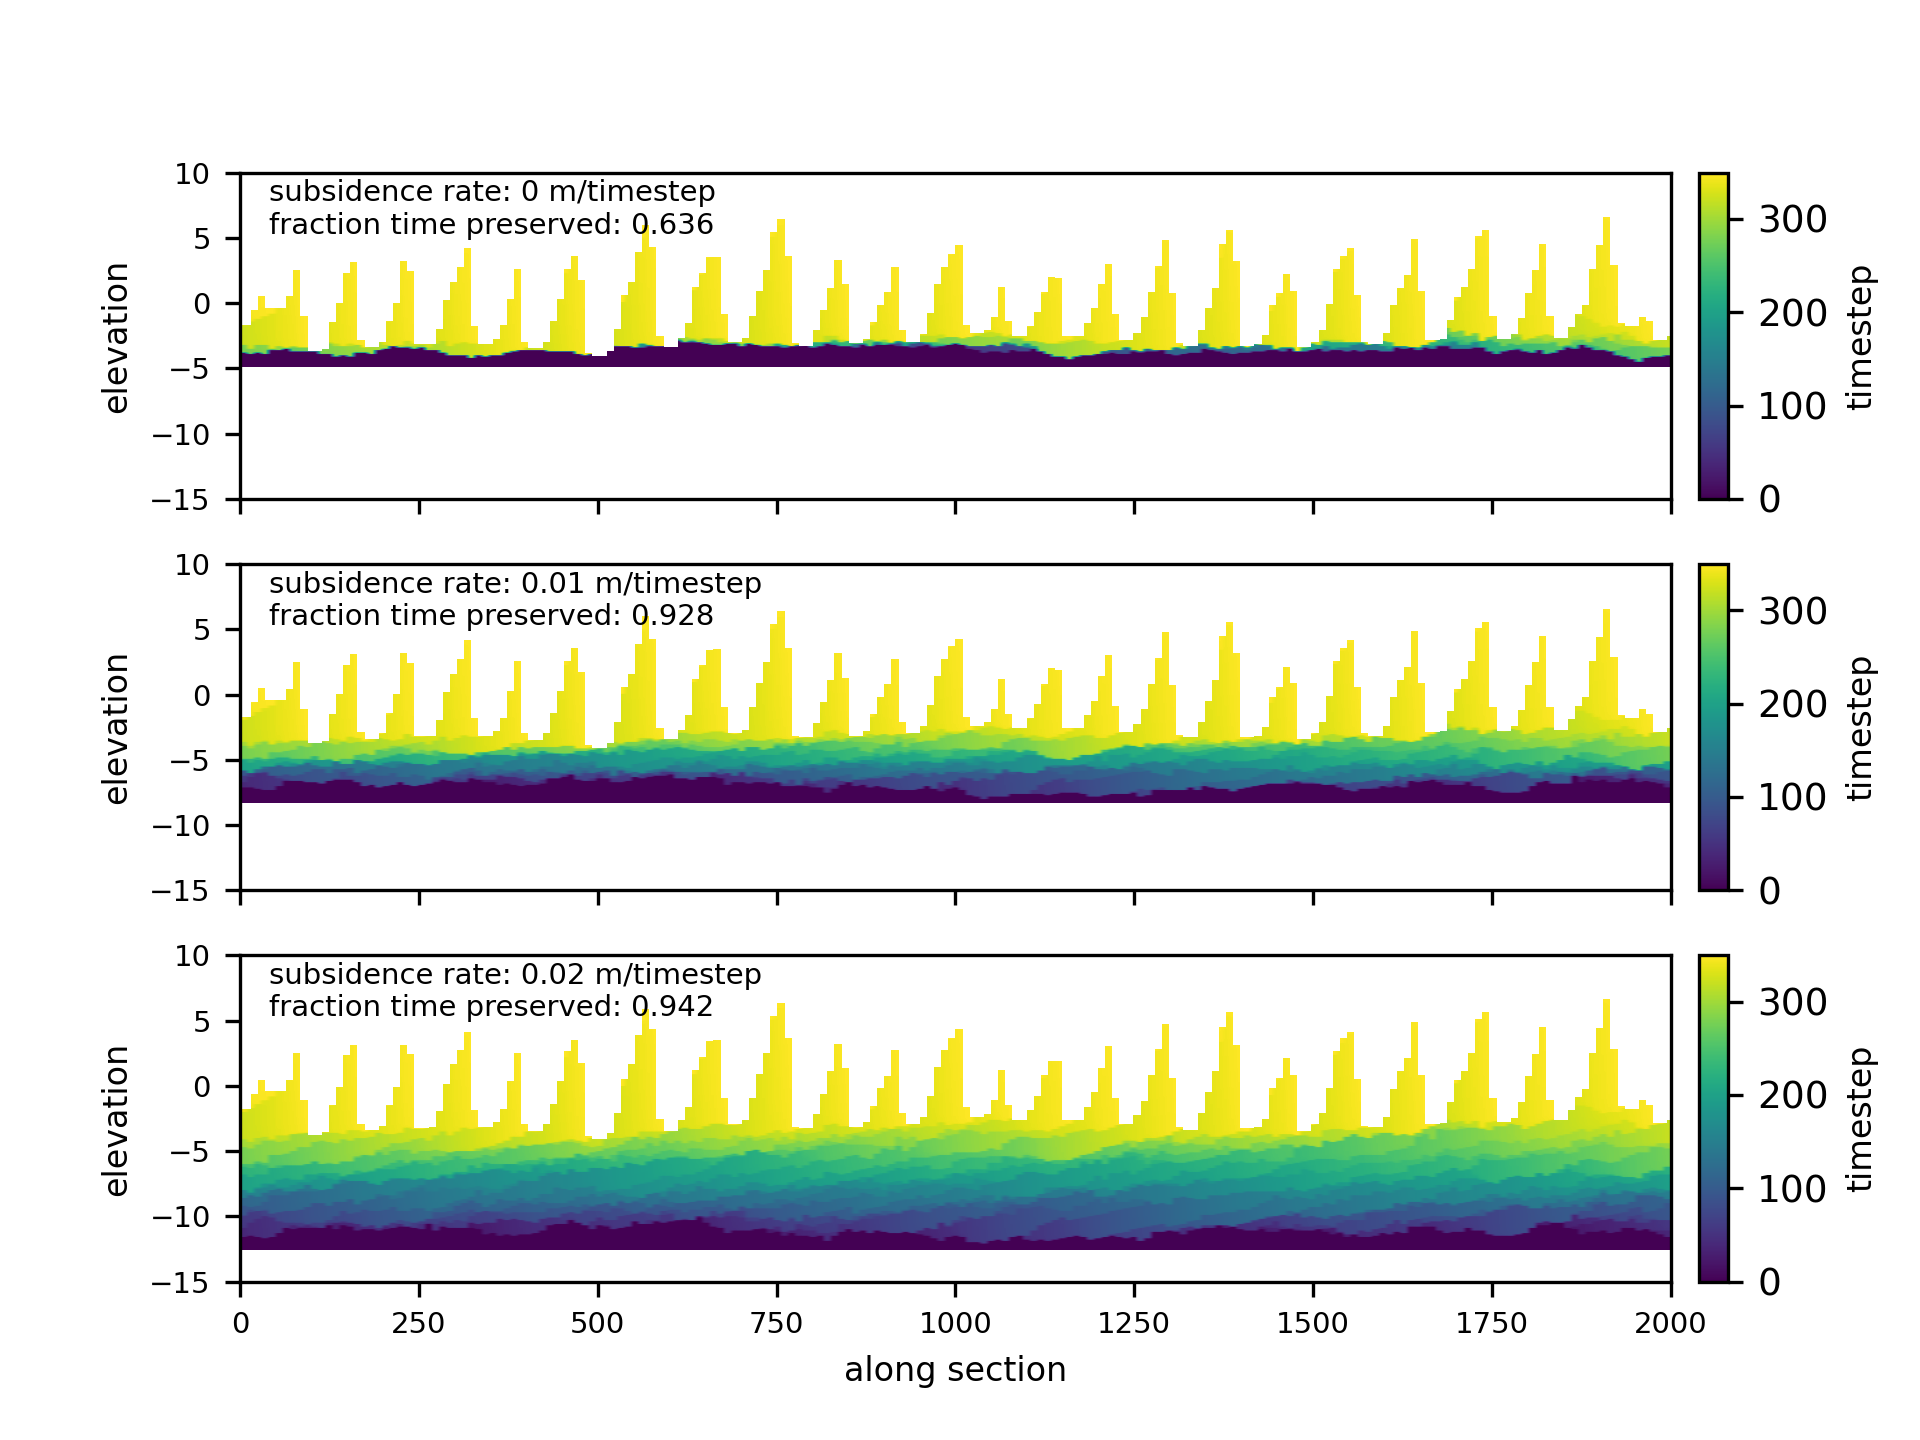 subsidence rate: 0 m/timestep
fraction time preserved: 0.636
10
5
0
−5
−10
−15
elevation
300
200
100
0
timestep
subsidence rate: 0.01 m/timestep
fraction time preserved: 0.928
10
5
0
−5
−10
−15
elevation
300
200
100
0
timestep
subsidence rate: 0.02 m/timestep
fraction time preserved: 0.942
10
5
0
−5
−10
−15
elevation
300
200
100
0
timestep
0 250 500 750 1000 1250 1500 1750 2000
along section